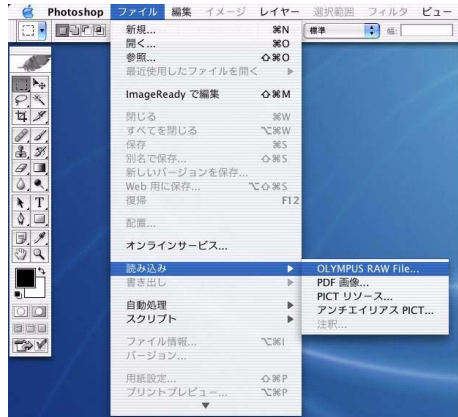 Photoshop ファイル 編集 イメージ レイヤー 選択範囲 フィルタ ビュー
標準 幅:
新規... ⌘N
開く... ⌘O
参照... ⇧⌘O
最近使用したファイルを開く ▶
ImageReady で編集 ⇧⌘M
閉じる ⌘W
すべてを閉じる ⌥⌘W
保存 ⌘S
別名で保存... ⇧⌘S
新しいバージョンを保存...
Web 用に保存... ⌥⇧⌘S
復帰 F12
配置...
オンラインサービス...
読み込み ▶ OLYMPUS RAW File...
書き出し ▶ PDF 画像...
PICT リソース...
自動処理 ▶ アンチエイリアス PICT...
スクリプト ▶ 注釈...
ファイル情報... ⌥⌘I
バージョン...
用紙設定... ⇧⌘P
プリントプレビュー... ⌥⌘P